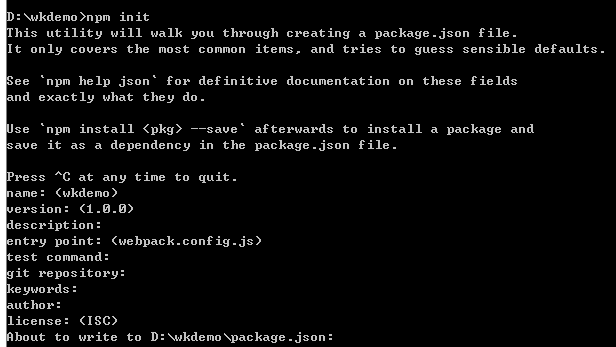 D:\wkdemo>npm init
This utility will walk you through creating a package.json file.
It only covers the most common items, and tries to guess sensible defaults.
See `npm help json` for definitive documentation on these fields
and exactly what they do.
Use `npm install <pkg> --save` afterwards to install a package and
save it as a dependency in the package.json file.
Press ^C at any time to quit.
name: (wkdemo)
version: (1.0.0)
description:
entry point: (webpack.config.js)
test command:
git repository:
keywords:
author:
license: (ISC)
About to write to D:\wkdemo\package.json: